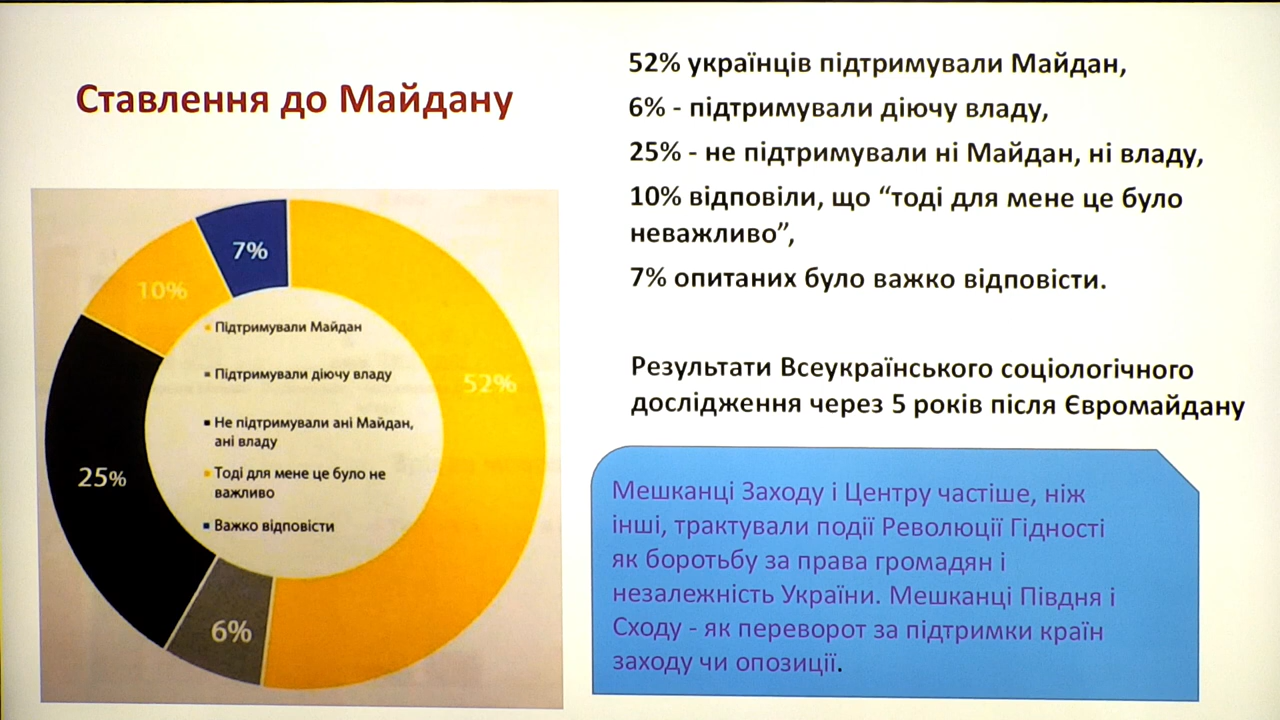 Ставлення до Майдану
52% українців підтримували Майдан,
6% - підтримували діючу владу,
25% - не підтримували ні Майдан, ні владу,
10% відповіли, що “тоді для мене це було
неважливо”,
7% опитаних було важко відповісти.
Результати Всеукраїнського соціологічного
дослідження через 5 років після Євромайдану
7%
10%
52%
25%
6%
Підтримували Майдан
Підтримували діючу владу
Не підтримували ані Майдан,
ані владу
Тоді для мене це було не
важливо
Важко відповісти
Мешканці Заходу і Центру частіше, ніж
інші, трактували події Революції Гідності
як боротьбу за права громадян і
незалежність України. Мешканці Півдня і
Сходу - як переворот за підтримки країн
заходу чи опозиції.